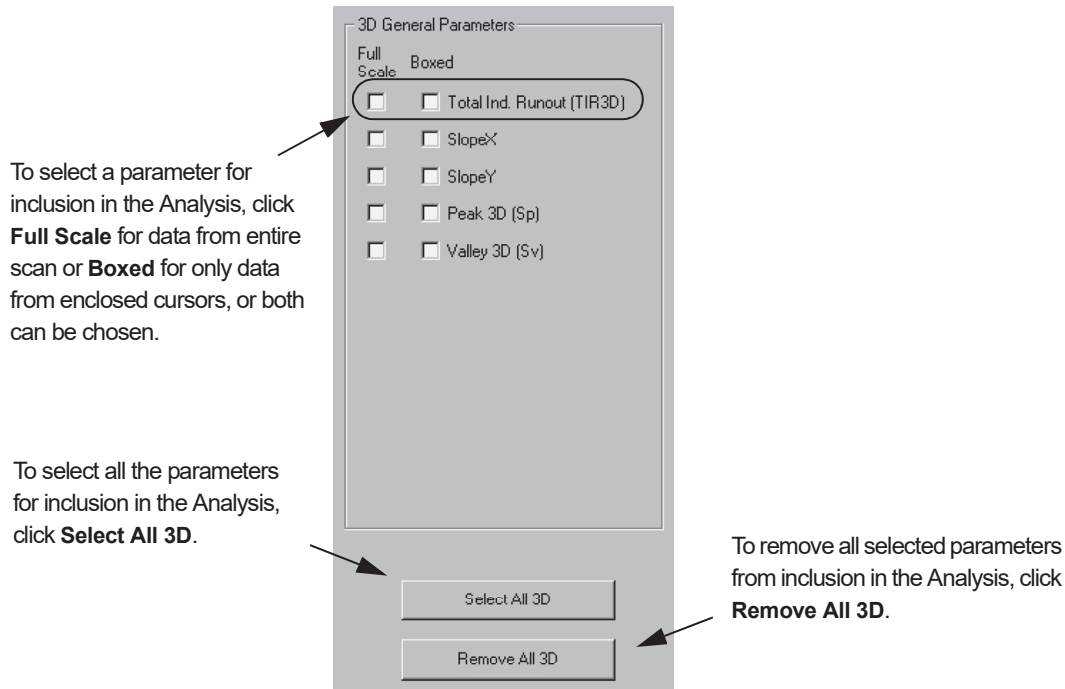 3D General Parameters
Full
Scale
Boxed
Total Ind. Runout (TIR3D)
SlopeX
SlopeY
Peak 3D (Sp)
Valley 3D (Sv)
To select a parameter for
inclusion in the Analysis, click
Full Scale for data from entire
scan or Boxed for only data
from enclosed cursors, or both
can be chosen.
To select all the parameters
for inclusion in the Analysis,
click Select All 3D.
Select All 3D
To remove all selected parameters
from inclusion in the Analysis, click
Remove All 3D.
Remove All 3D